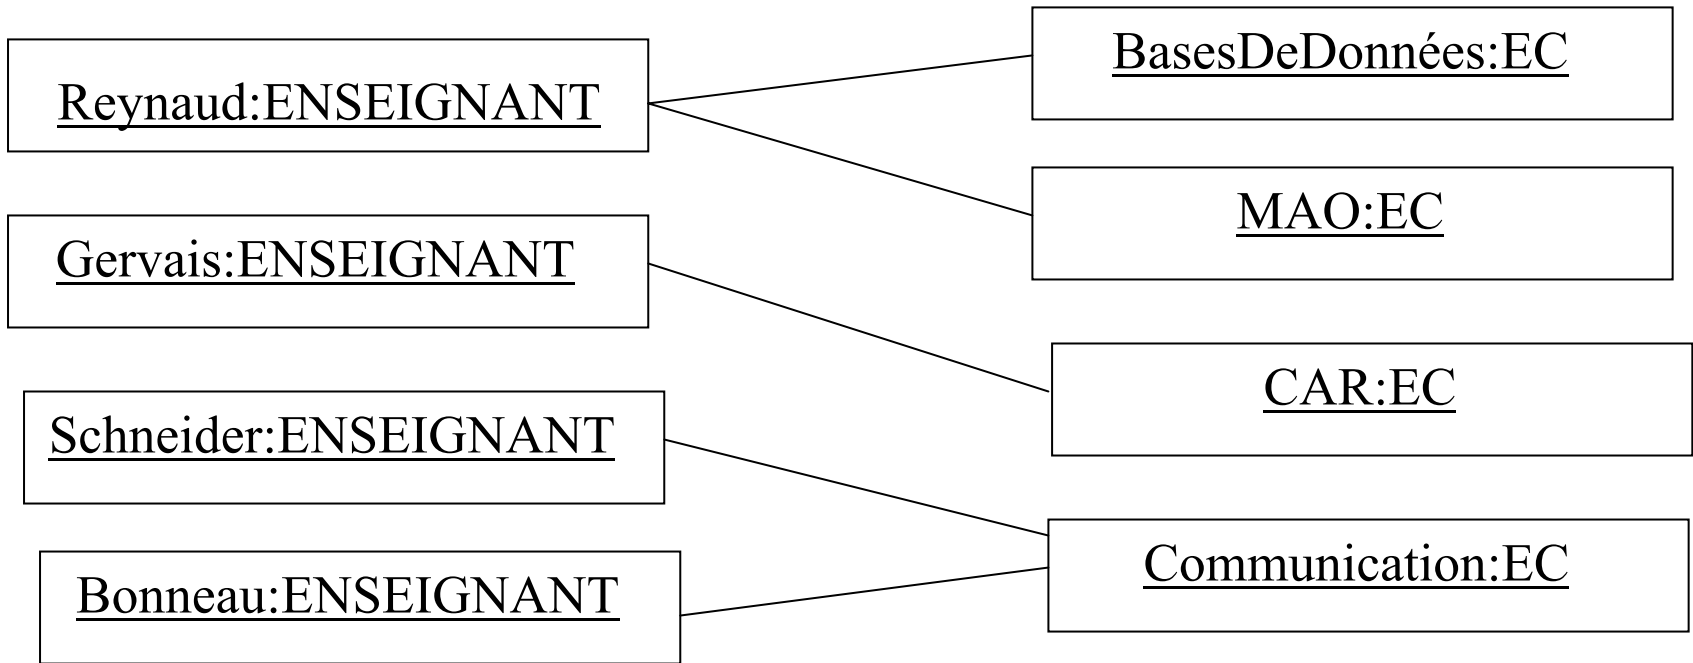 Reynaud:ENSEIGNANT
Gervais:ENSEIGNANT
Schneider:ENSEIGNANT
Bonneau:ENSEIGNANT
BasesDeDonnées:EC
MAO:EC
CAR:EC
Communication:EC